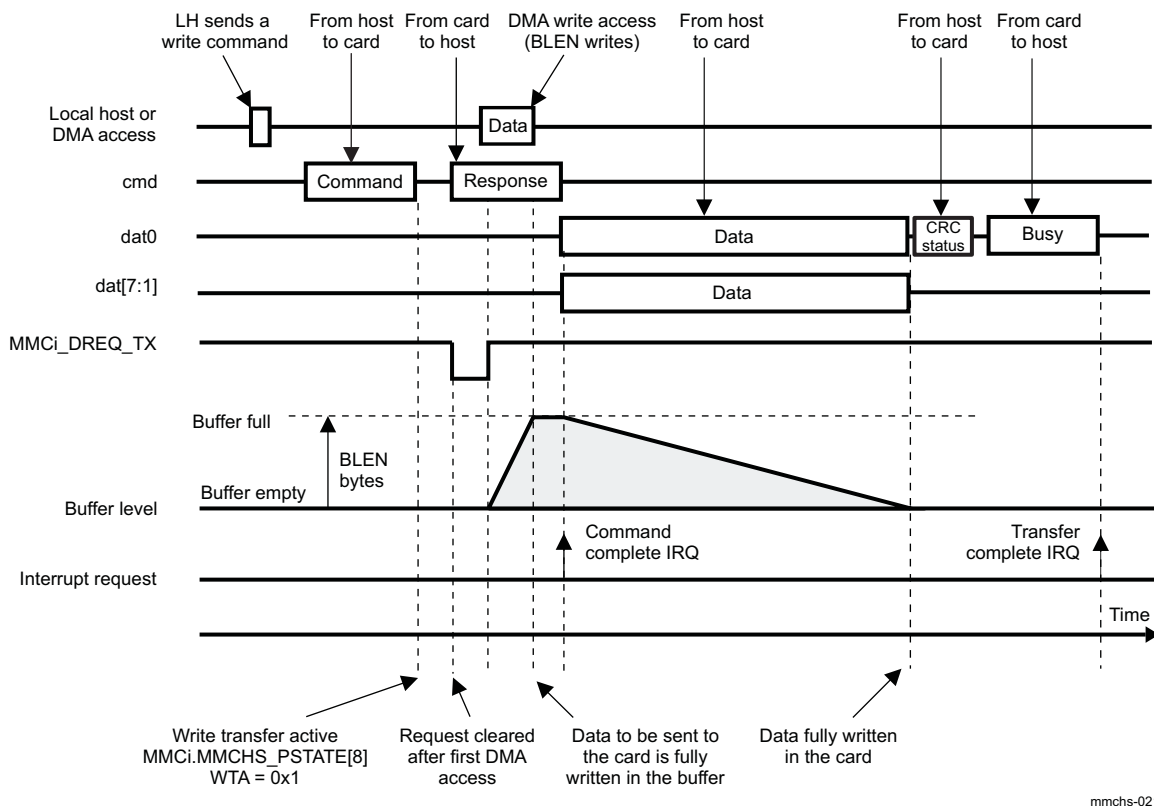 LH sends a
write command
From host
to card
From card
to host
DMA write access
(BLEN writes)
From host
to card
From host
to card
From card
to host
Local host or
DMA access
Data
cmd
Command
Response
dat0
Data
CRC
status
Busy
dat[7:1]
Data
MMCi_DREQ_TX
Buffer full
BLEN
bytes
Buffer empty
Buffer level
Command
complete IRQ
Transfer
complete IRQ
Interrupt request
Time
Write transfer active
MMCi.MMCHS_PSTATE[8]
WTA = 0x1
Request cleared
after first DMA
access
Data to be sent to
the card is fully
written in the buffer
Data fully written
in the card
mmchs-02